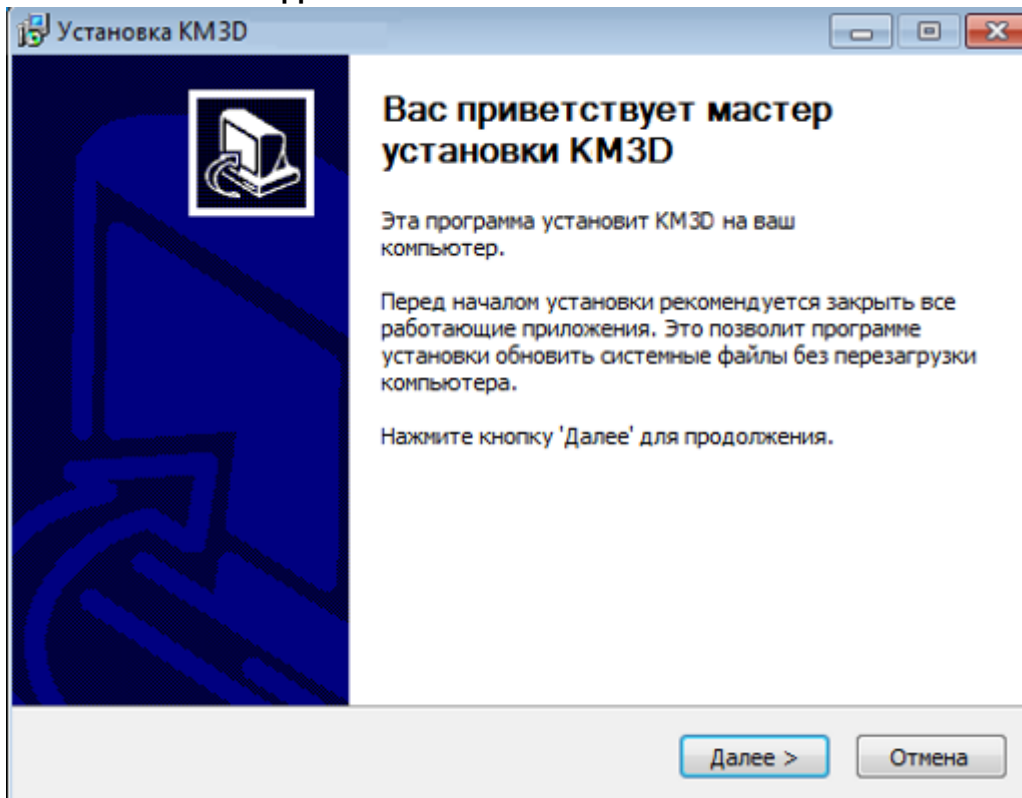 Установка KM3D
Вас приветствует мастер
установки KM3D
Эта программа установит KM3D на ваш
компьютер.
Перед началом установки рекомендуется закрыть все
работающие приложения. Это позволит программе
установки обновить системные файлы без перезагрузки
компьютера.
Нажмите кнопку 'Далее' для продолжения.
Далее >
Отмена